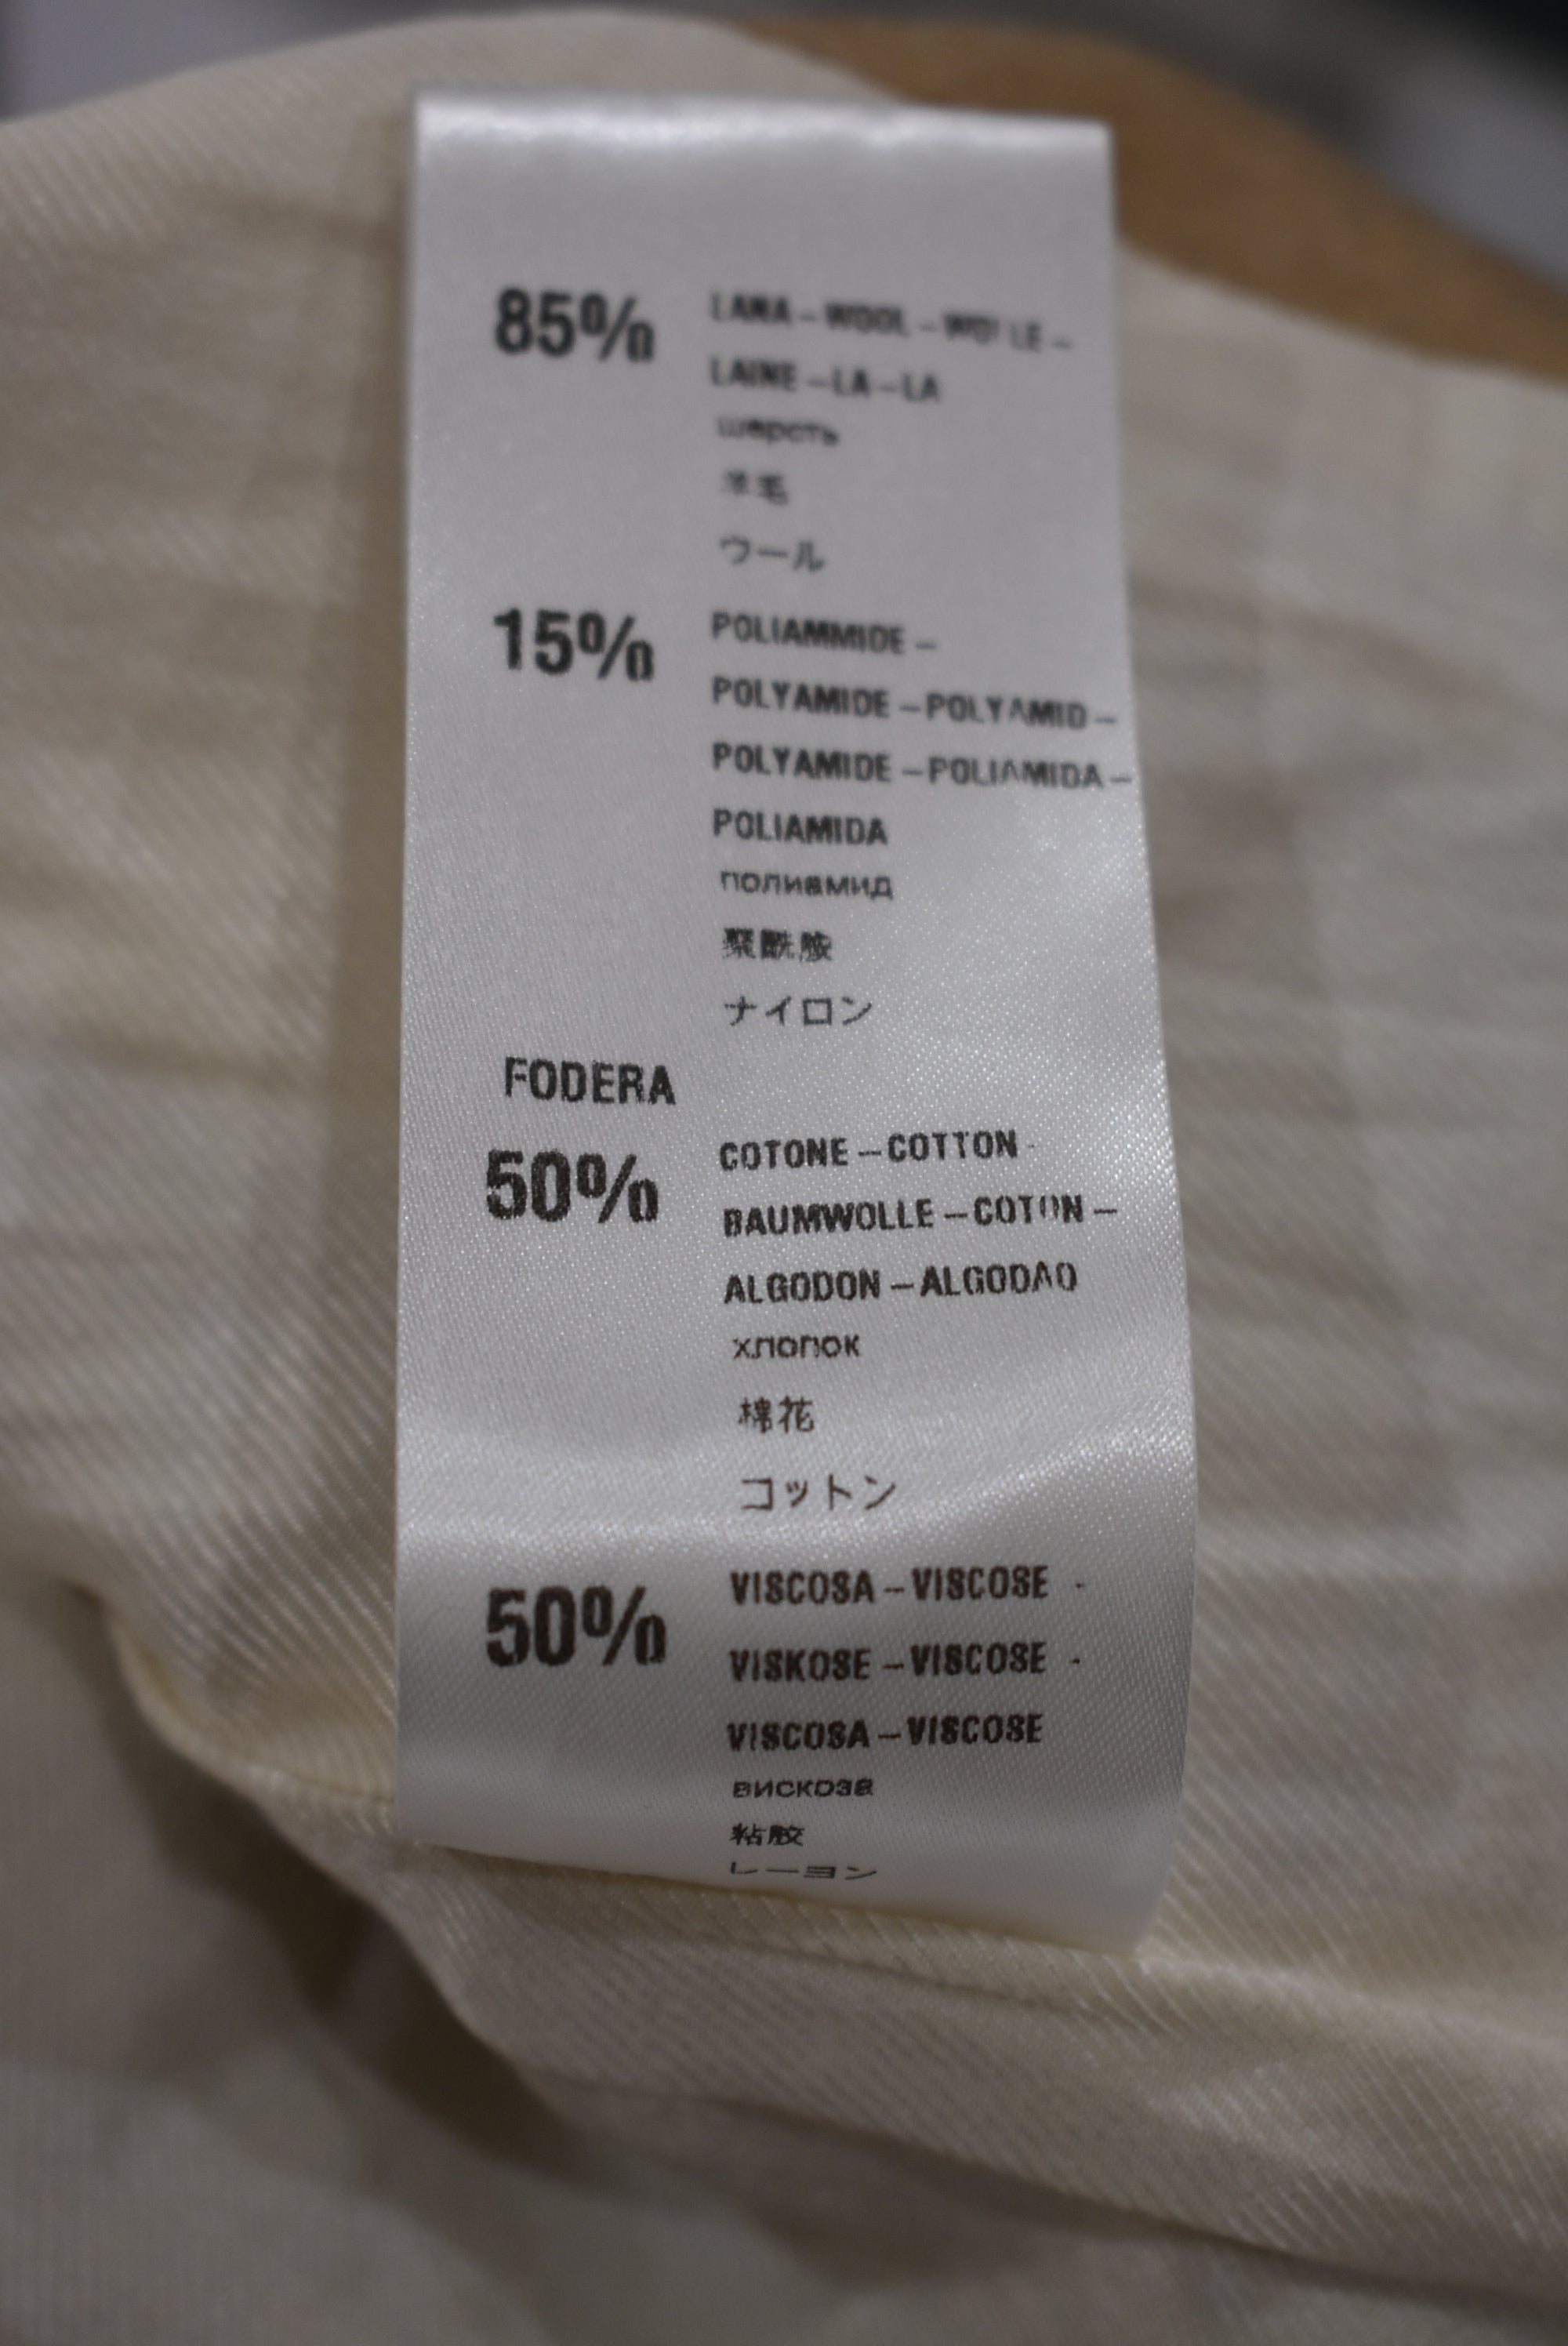 85% LANA – WOOL – WOLLE –
LAINE – LA – LA
шерсть
羊毛
ウール
15% POLIAMMIDE –
POLYAMIDE – POLYAMID –
POLYAMIDE – POLIAMIDA –
POLIAMIDA
полиамид
聚酰胺
ナイロン
FODERA
50% COTONE – COTTON -
BAUMWOLLE – COTON –
ALGODON – ALGODAO
хлопок
棉花
コットン
50% VISCOSA – VISCOSE -
VISKOSE – VISCOSE -
VISCOSA – VISCOSE
вискоза
粘胶
レーヨン